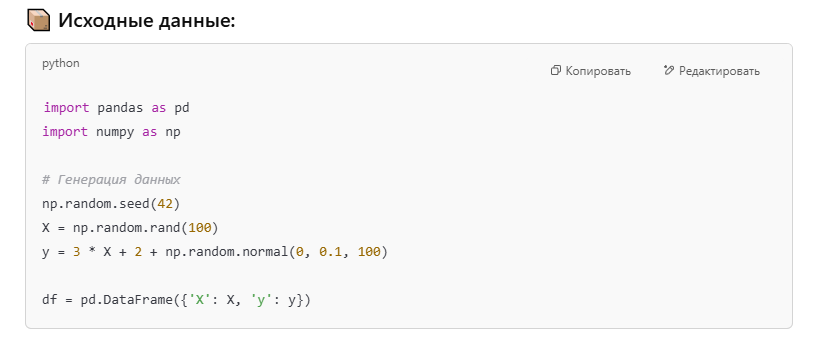 Исходные данные:
python
Копировать
Редактировать
import pandas as pd
import numpy as np
# Генерация данных
np.random.seed(42)
X = np.random.rand(100)
y = 3 * X + 2 + np.random.normal(0, 0.1, 100)
df = pd.DataFrame({'X': X, 'y': y})